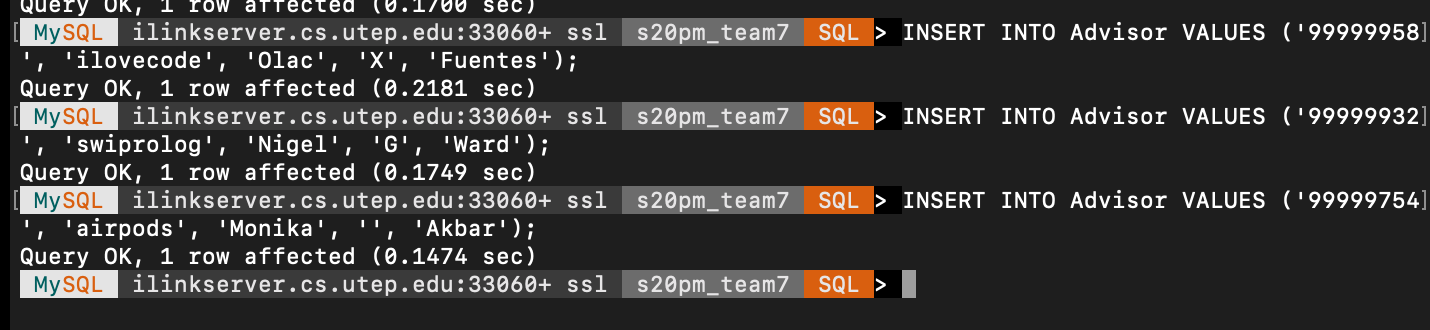 Query OK, 1 row affected (0.1700 sec)
[ MySQL ilinkserver.cs.utep.edu:33060+ ssl s20pm_team7 SQL > INSERT INTO Advisor VALUES ('99999958]
', 'ilovecode', 'Olac', 'X', 'Fuentes');
Query OK, 1 row affected (0.2181 sec)
[ MySQL ilinkserver.cs.utep.edu:33060+ ssl s20pm_team7 SQL > INSERT INTO Advisor VALUES ('99999932]
', 'swiprolog', 'Nigel', 'G', 'Ward');
Query OK, 1 row affected (0.1749 sec)
[ MySQL ilinkserver.cs.utep.edu:33060+ ssl s20pm_team7 SQL > INSERT INTO Advisor VALUES ('99999754]
', 'airpods', 'Monika', '', 'Akbar');
Query OK, 1 row affected (0.1474 sec)
MySQL ilinkserver.cs.utep.edu:33060+ ssl s20pm_team7 SQL >